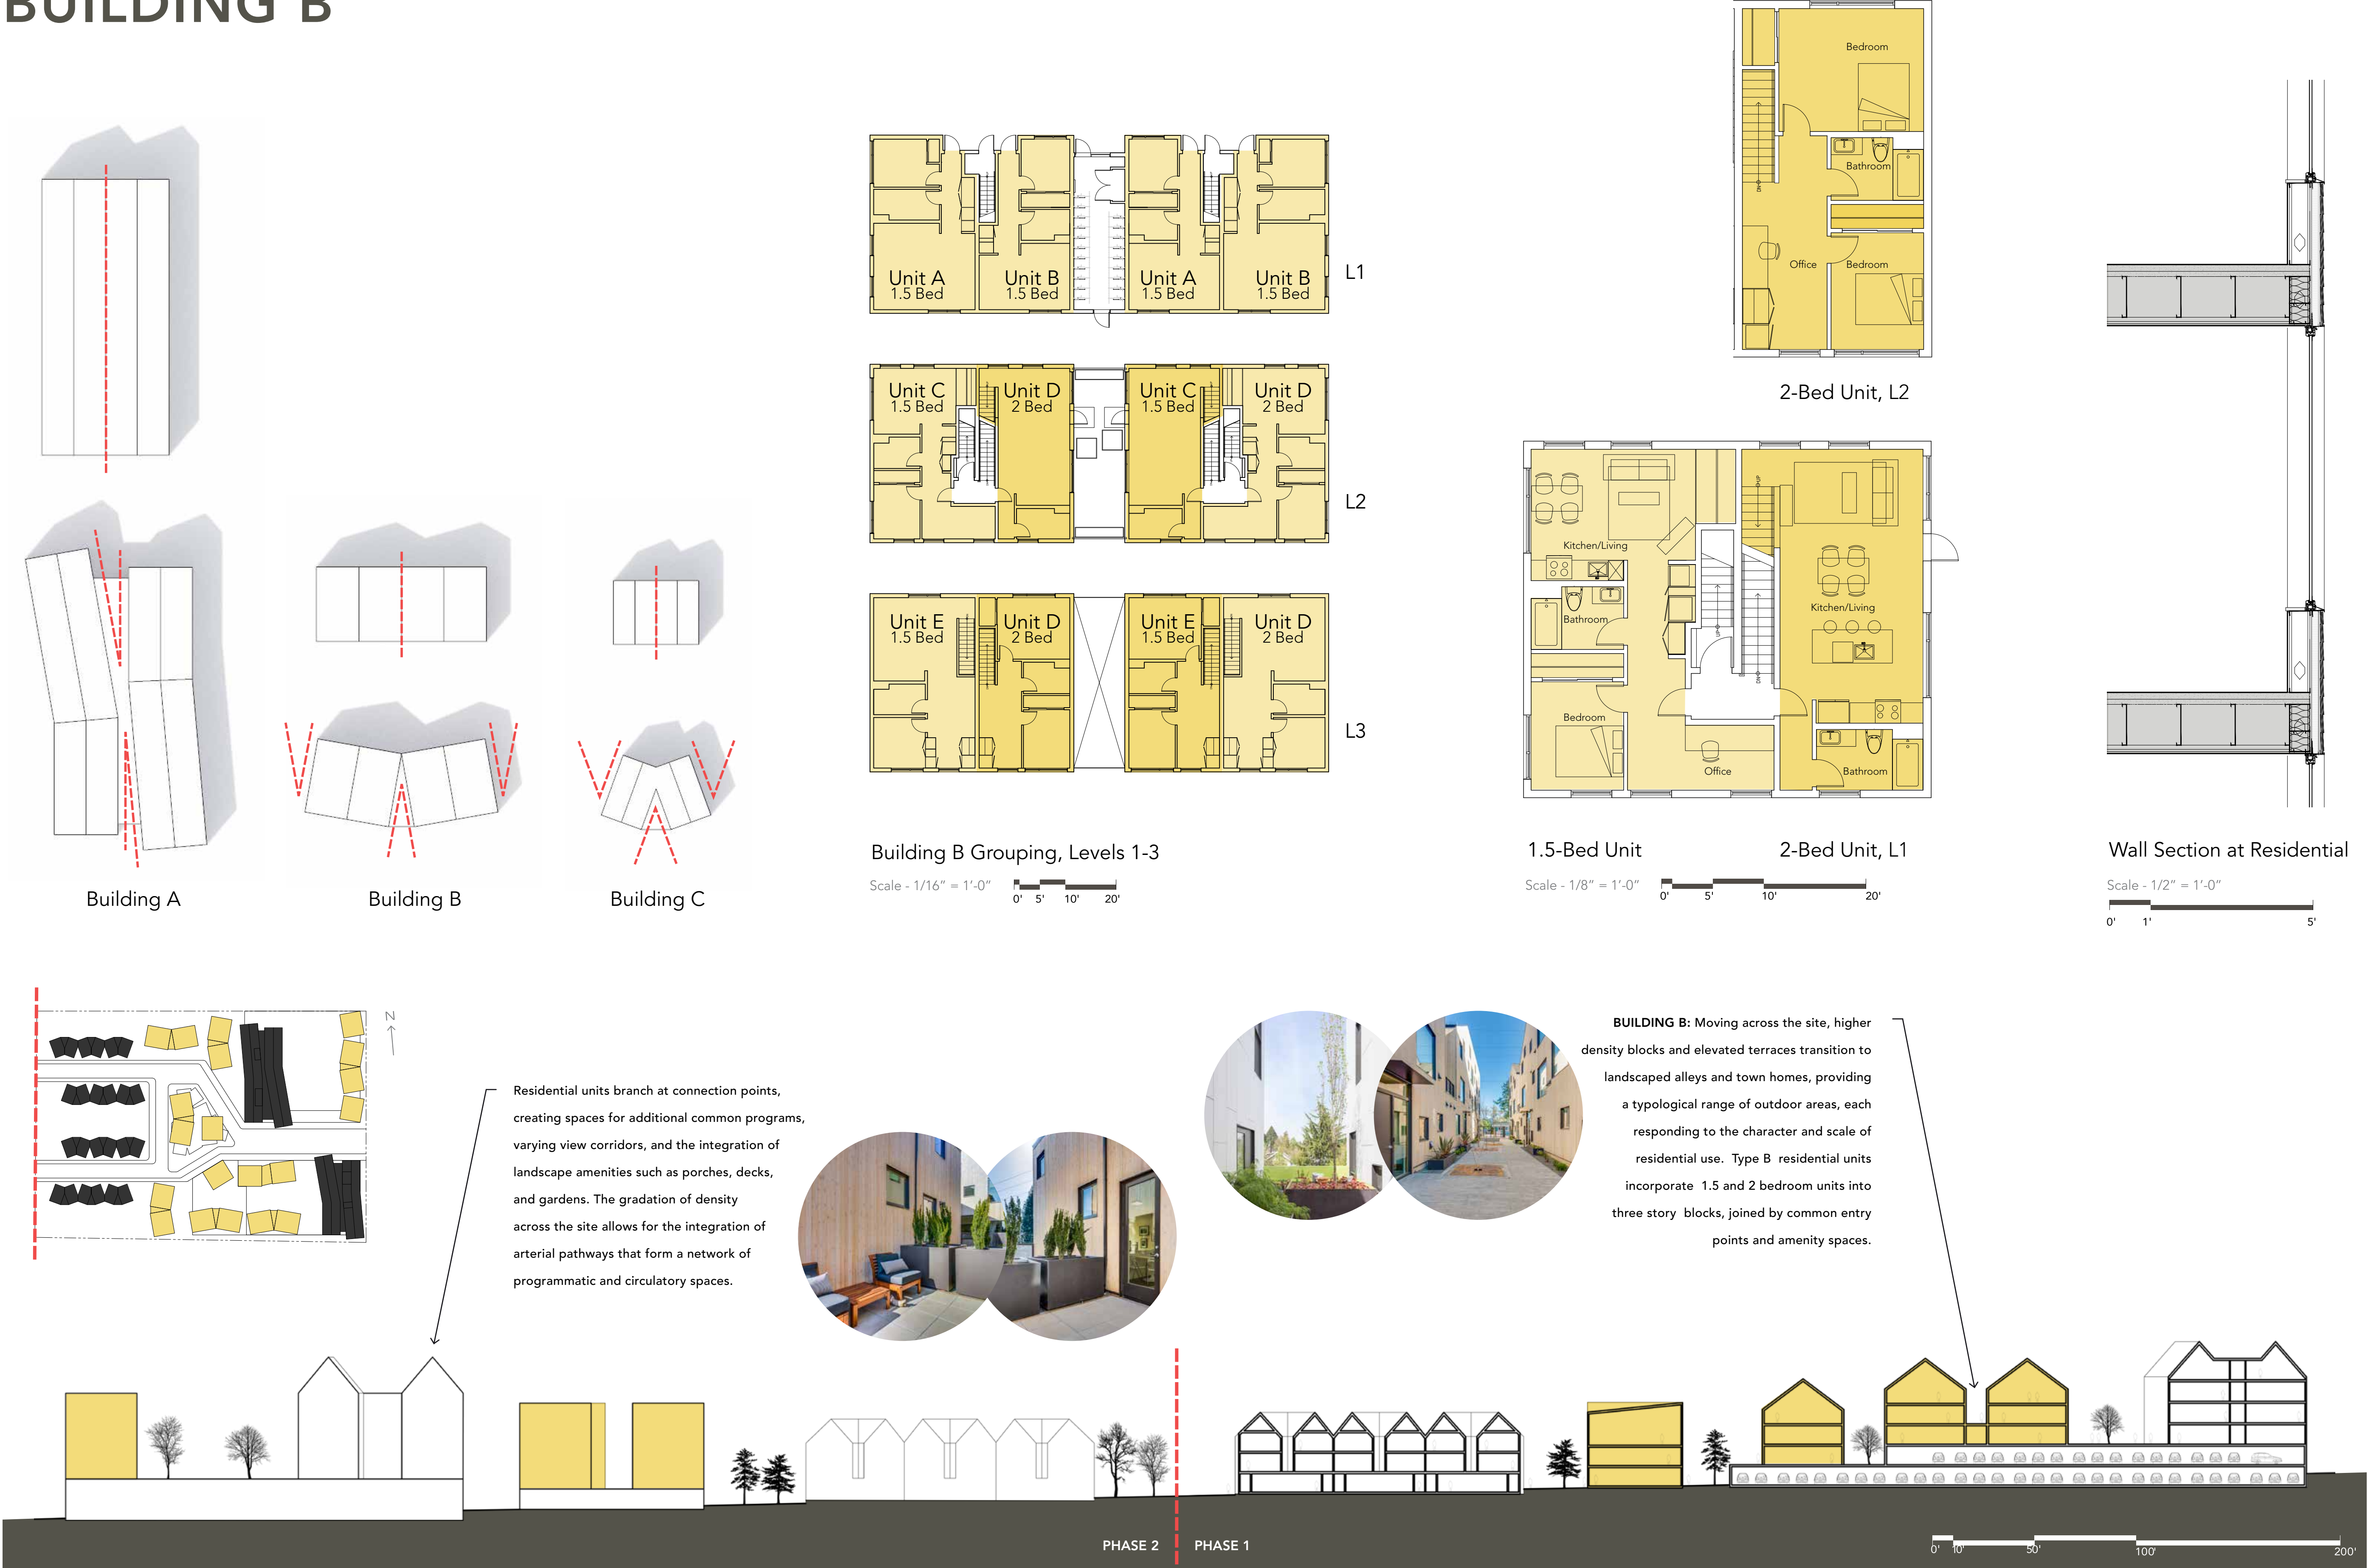 BUILDING B
Building A
Building B
Building C
Unit A
1.5 Bed
Unit B
1.5 Bed
Unit A
1.5 Bed
Unit B
1.5 Bed
L1
Unit C
1.5 Bed
Unit D
2 Bed
Unit C
1.5 Bed
Unit D
2 Bed
L2
Unit E
1.5 Bed
Unit D
2 Bed
Unit E
1.5 Bed
Unit D
2 Bed
L3
Building B Grouping, Levels 1-3
Scale - 1/16” = 1’-0”
0' 5' 10' 20'
Bedroom
Bathroom
DN
Office
Bedroom
2-Bed Unit, L2
UP
Kitchen/Living
Kitchen/Living
Bathroom
UP
DN
Bedroom
Office
Bathroom
1.5-Bed Unit
2-Bed Unit, L1
Scale - 1/8” = 1’-0”
0' 5' 10' 20'
Wall Section at Residential
Scale - 1/2” = 1’-0”
0' 1' 5'
N
Residential units branch at connection points,
creating spaces for additional common programs,
varying view corridors, and the integration of
landscape amenities such as porches, decks,
and gardens. The gradation of density
across the site allows for the integration of
arterial pathways that form a network of
programmatic and circulatory spaces.
BUILDING B: Moving across the site, higher
density blocks and elevated terraces transition to
landscaped alleys and town homes, providing
a typological range of outdoor areas, each
responding to the character and scale of
residential use. Type B residential units
incorporate 1.5 and 2 bedroom units into
three story blocks, joined by common entry
points and amenity spaces.
PHASE 2
PHASE 1
0' 10' 50' 100' 200'